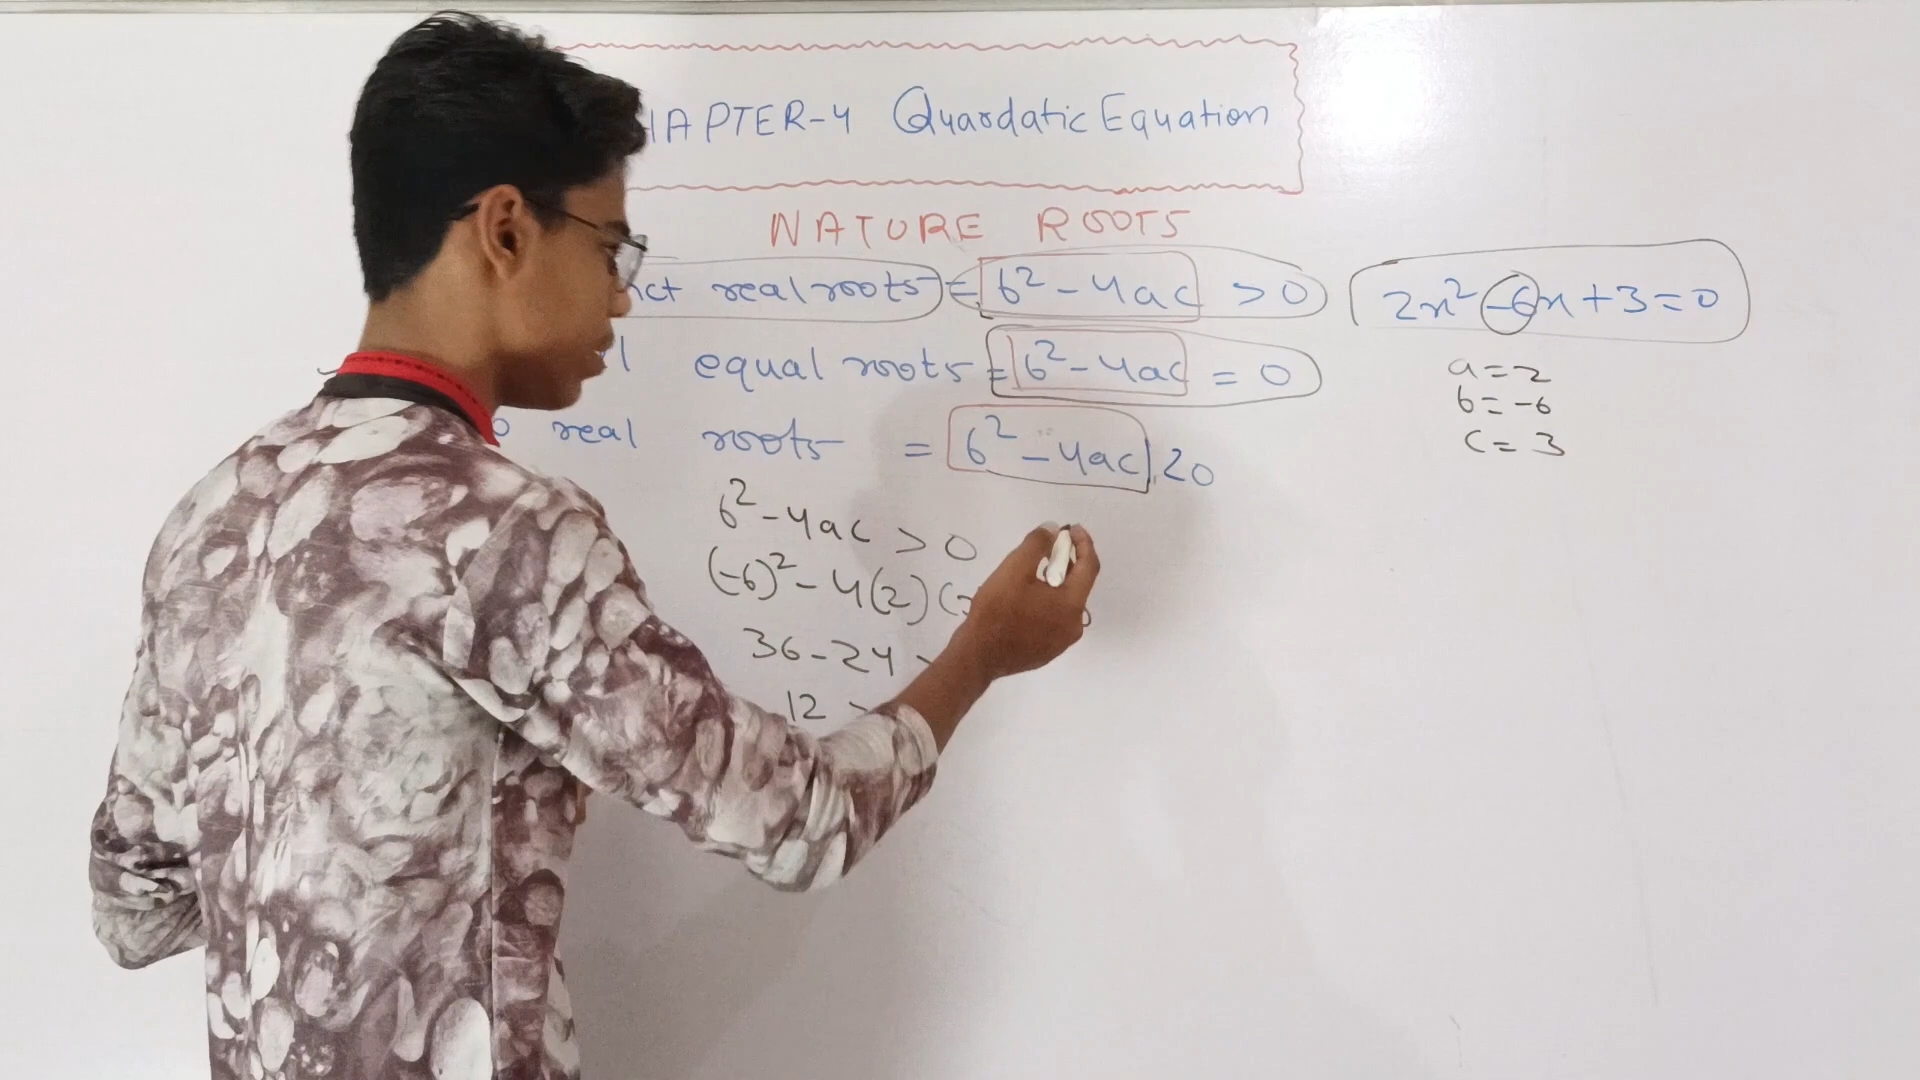 HAPTER-4 Quardatic Equation
NATURE ROOTS
nct real roots = b² - 4ac > 0
2x² - 6x + 3 = 0
l equal roots = b² - 4ac = 0
a = 2
b = -6
o real roots = b² - 4ac < 0
c = 3
b² - 4ac > 0
(-6)² - 4(2)(
36 - 24
12